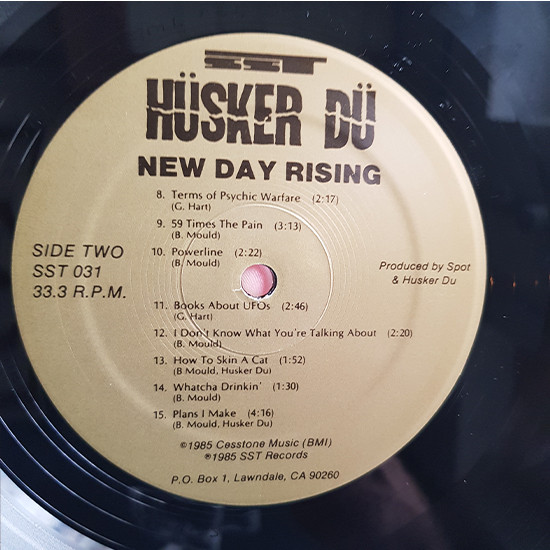 SST
HÜSKER DÜ
NEW DAY RISING
8. Terms of Psychic Warfare (2:17)
(G. Hart)
9. 59 Times The Pain (3:13)
(B. Mould)
10. Powerline (2:22)
(B. Mould)
SIDE TWO
SST 031
33.3 R.P.M.
Produced by Spot
& Husker Du
11. Books About UFOs (2:46)
(G. Hart)
12. I Don't Know What You're Talking About (2:20)
(B. Mould)
13. How To Skin A Cat (1:52)
(B Mould, Husker Du)
14. Whatcha Drinkin' (1:30)
(B. Mould)
15. Plans I Make (4:16)
(B. Mould, Husker Du)
©1985 Cesstone Music (BMI)
℗1985 SST Records
P.O. Box 1, Lawndale, CA 90260